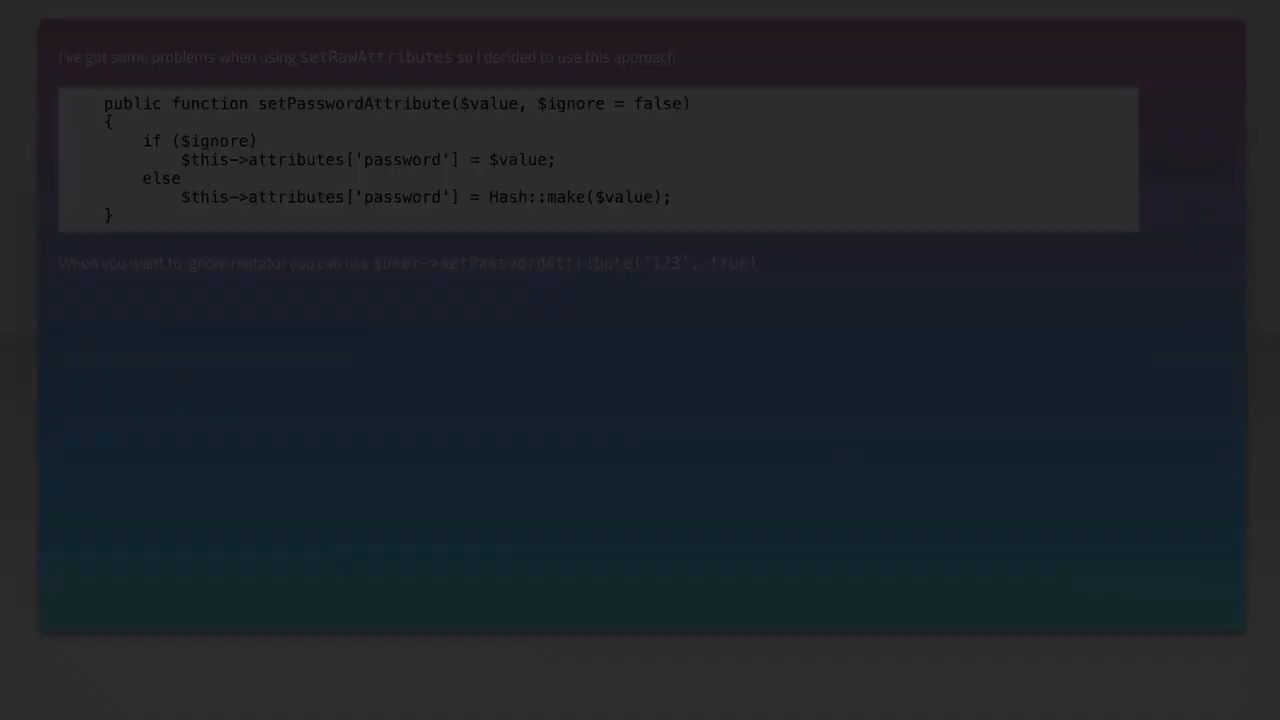 I've got some problems when using setRawAttributes so I decided to use this approach
public function setPasswordAttribute($value, $ignore = false)
{
if ($ignore)
$this->attributes['password'] = $value;
else
$this->attributes['password'] = Hash::make($value);
}
When you want to ignore mutator you can use $user->setPasswordAttribute('123', true)